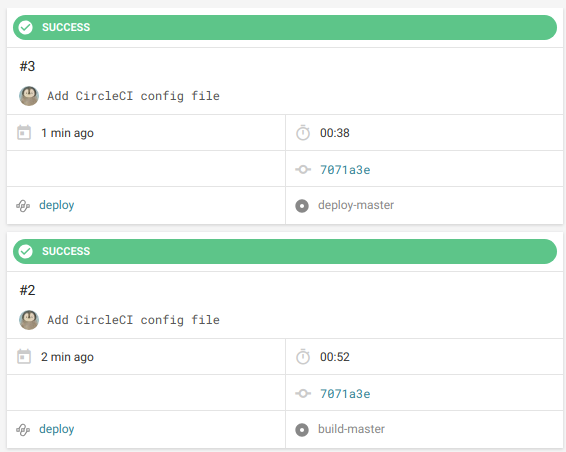 SUCCESS
#3
Add CircleCI config file
1 min ago 00:38
7071a3e
deploy deploy-master
SUCCESS
#2
Add CircleCI config file
2 min ago 00:52
7071a3e
deploy build-master